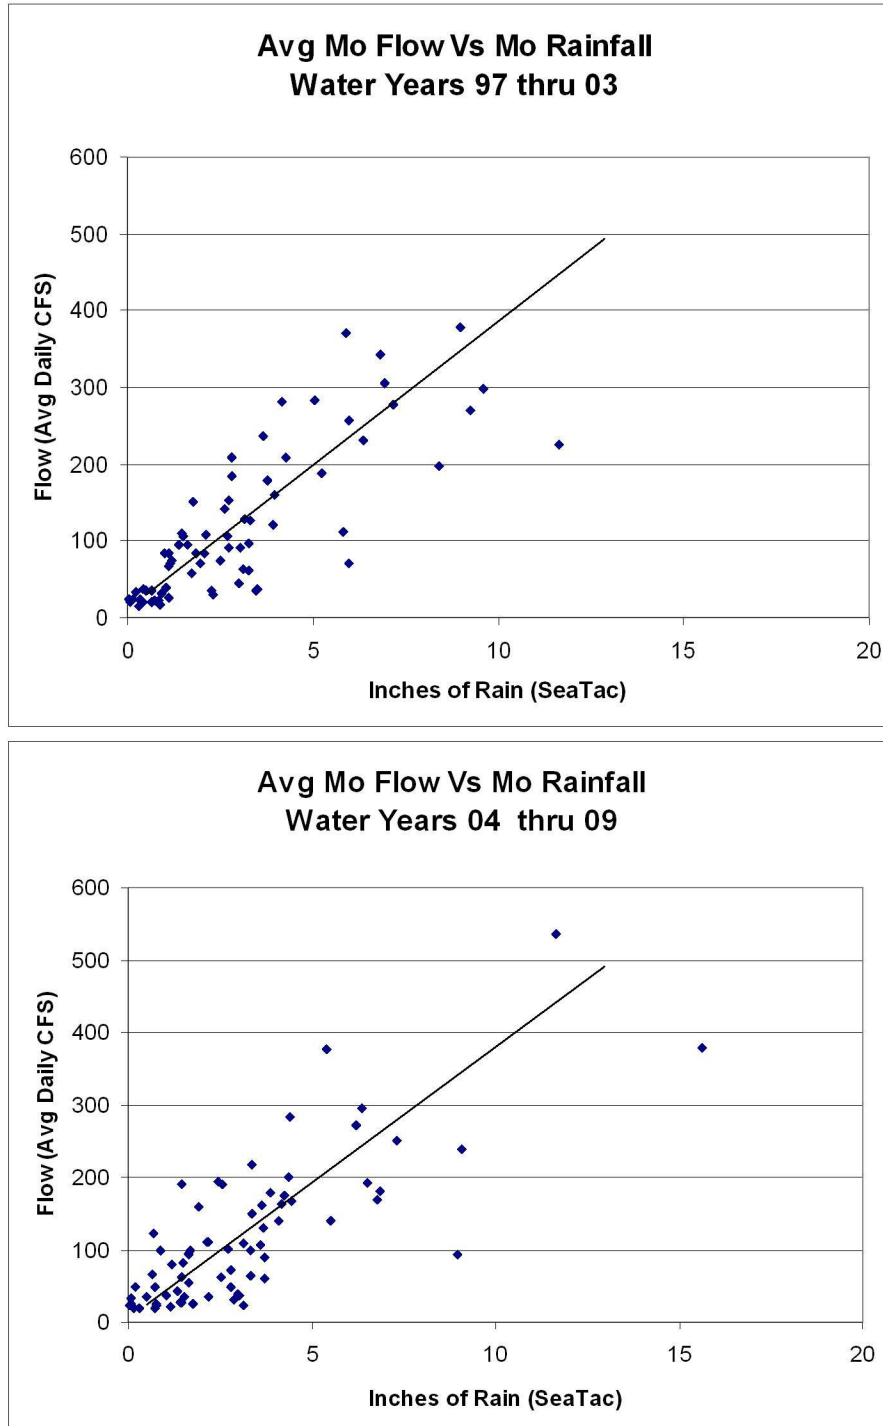 Avg Mo Flow Vs Mo Rainfall
Water Years 97 thru 03
600
500
400
300
200
100
0
Flow (Avg Daily CFS)
0 5 10 15 20
Inches of Rain (SeaTac)
Avg Mo Flow Vs Mo Rainfall
Water Years 04 thru 09
600
500
400
300
200
100
0
Flow (Avg Daily CFS)
0 5 10 15 20
Inches of Rain (SeaTac)